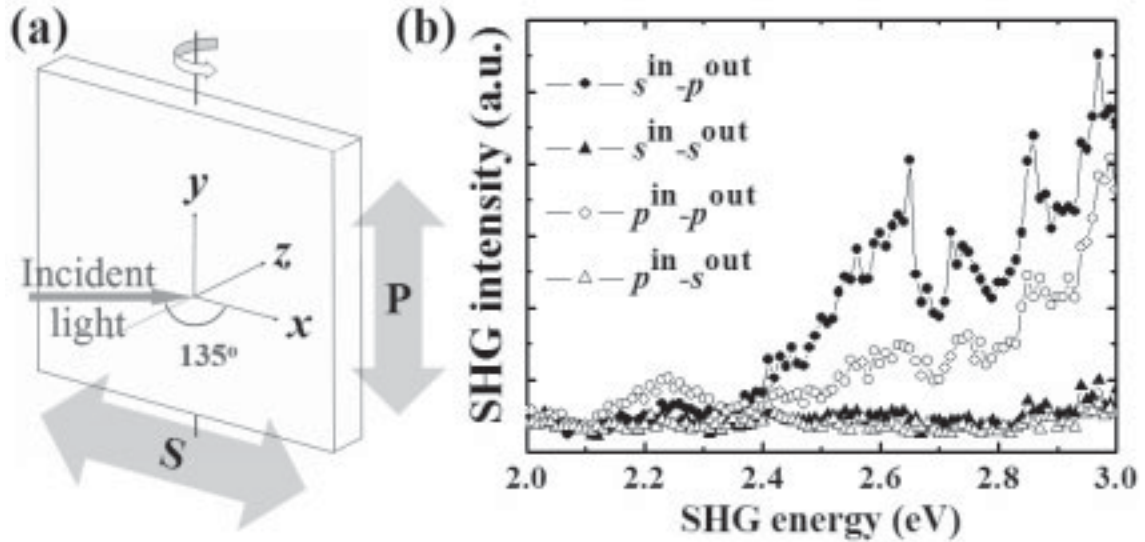 (a)
y
z
x
Incident
light
135°
P
S
(b)
SHG intensity (a.u.)
s^in-p^out
s^in-s^out
p^in-p^out
p^in-s^out
2.0 2.2 2.4 2.6 2.8 3.0
SHG energy (eV)